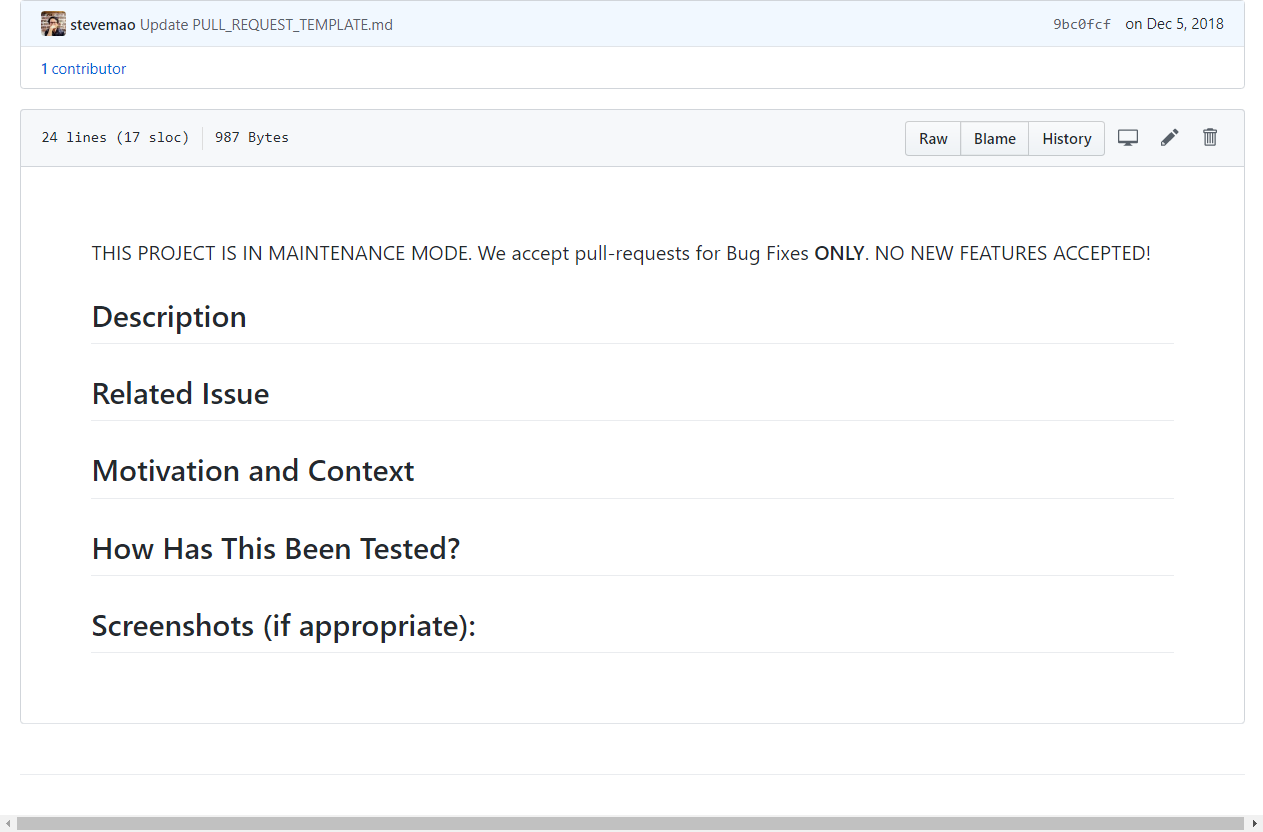 stevemao Update PULL_REQUEST_TEMPLATE.md 9bc0fcf on Dec 5, 2018
1 contributor
24 lines (17 sloc) 987 Bytes Raw Blame History
THIS PROJECT IS IN MAINTENANCE MODE. We accept pull-requests for Bug Fixes ONLY. NO NEW FEATURES ACCEPTED!
Description
Related Issue
Motivation and Context
How Has This Been Tested?
Screenshots (if appropriate):